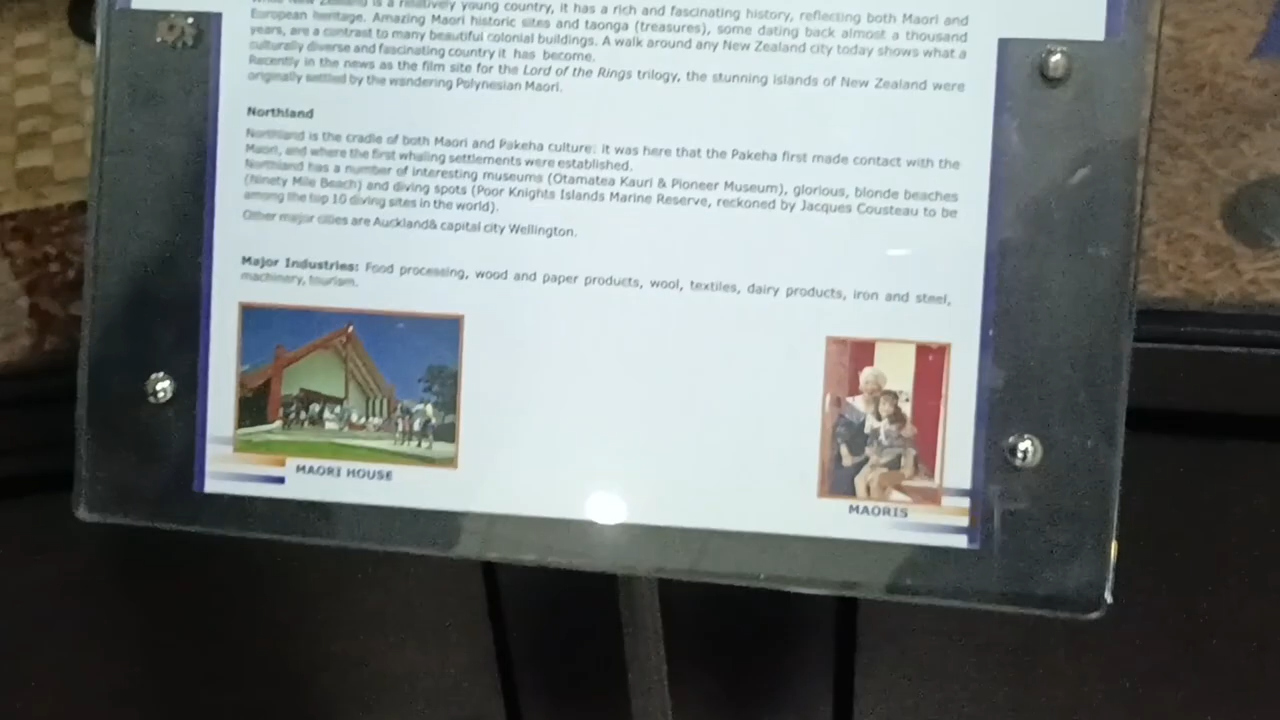 is a relatively young country, it has a rich and fascinating history, reflecting both Maori and
European heritage. Amazing Maori historic sites and taonga (treasures), some dating back almost a thousand
years, are a contrast to many beautiful colonial buildings. A walk around any New Zealand city today shows what a
culturally diverse and fascinating country it has become.
Recently in the news as the film site for the Lord of the Rings trilogy, the stunning islands of New Zealand were
originally settled by the wandering Polynesian Maori.
Northland
Northland is the cradle of both Maori and Pakeha culture: it was here that the Pakeha first made contact with the
Maori, and where the first whaling settlements were established.
Northland has a number of interesting museums (Otamatea Kauri & Pioneer Museum), glorious, blonde beaches
(Ninety Mile Beach) and diving spots (Poor Knights Islands Marine Reserve, reckoned by Jacques Cousteau to be
among the top 10 diving sites in the world).
Other major cities are Auckland& capital city Wellington.
Major Industries: Food processing, wood and paper products, wool, textiles, dairy products, iron and steel,
machinery, tourism.
MAORI HOUSE
MAORIS